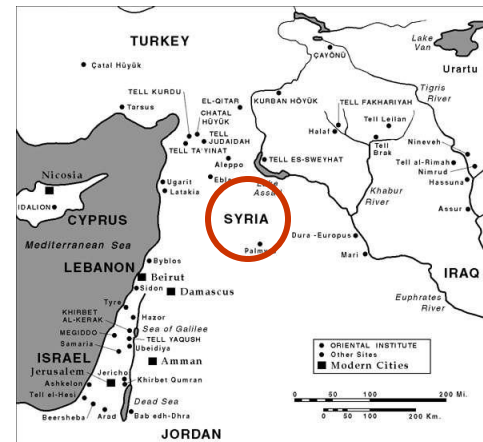 TURKEY
Lake
Van
Urartu
Çatal Hüyük
ÇAYÖNÜ
Tigris
River
Tarsus
TELL KURDU
EL-QITAR
CHATAL
HÜYÜK
KURBAN HÖYÜK
TELL FAKHARIYAH
TELL
JUDAIDAH
TELL TA'YINAT
Halaf
Tell Leilan
Tell
Brak
Nineveh
Tell al-Rimah
Nimrud
Hassuna
Aleppo
TELL ES-SWEYHAT
Nicosia
IDALION
CYPRUS
Ugarit
Latakia
Lake
Khabur
River
Assur
SYRIA
Mediterranean Sea
LEBANON
Byblos
Dura -Europus
Mari
IRAQ
Beirut
Sidon
Damascus
Euphrates
River
Tyre
KHIRBET
AL-KERAK
Hazor
Sea of Galilee
MEGIDDO
TELL YAQUSH
Samaria
Ubeidiya
ISRAEL
Amman
Jerusalem
Jericho
Ashkelon
Khirbet Qumran
Tell el-Hesi
Dead Sea
Beersheba
Arad
Bab edh-Dhra
JORDAN
ORIENTAL INSTITUTE
Other Sites
Modern Cities
0 50 100 150 200 Mi.
0 50 100 200 Km.